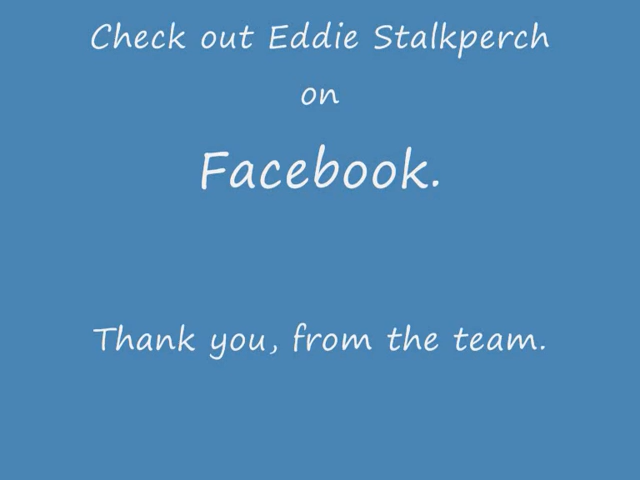 Check out Eddie Stalkperch
on
Facebook.
Thank you, from the team.